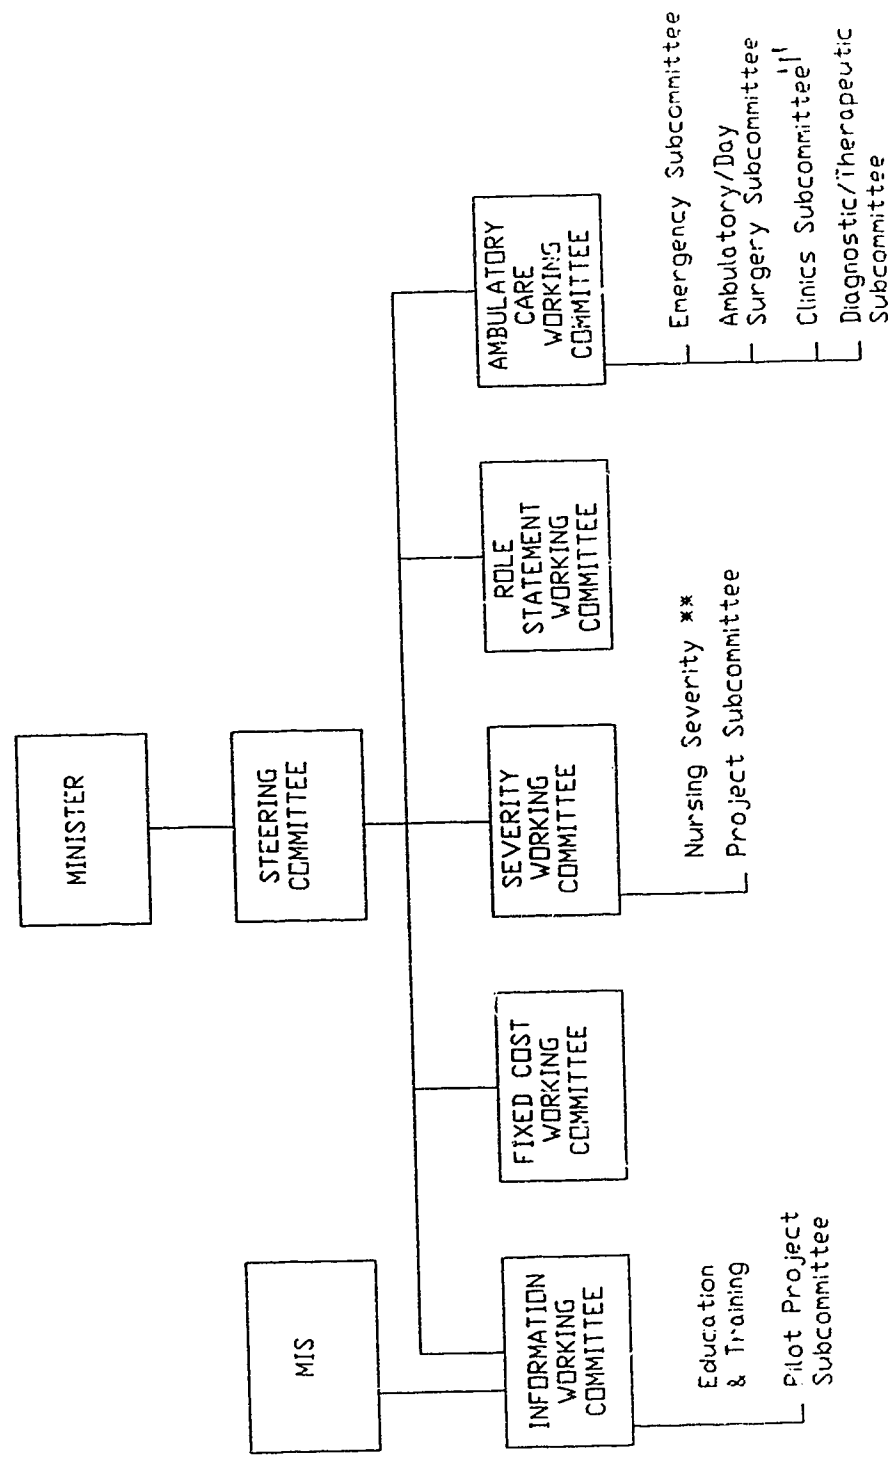 MINISTER
STEERING
COMMITTEE
MIS
INFORMATION
WORKING
COMMITTEE
FIXED COST
WORKING
COMMITTEE
SEVERITY
WORKING
COMMITTEE
ROLE
STATEMENT
WORKING
COMMITTEE
AMBULATORY
CARE
WORKING
COMMITTEE
Education
& Training
Pilot Project
Subcommittee
Nursing Severity **
Project Subcommittee
Emergency Subcommittee
Ambulatory/Day
Surgery Subcommittee
Clinics Subcommittee
Diagnostic/Therapeutic
Subcommittee